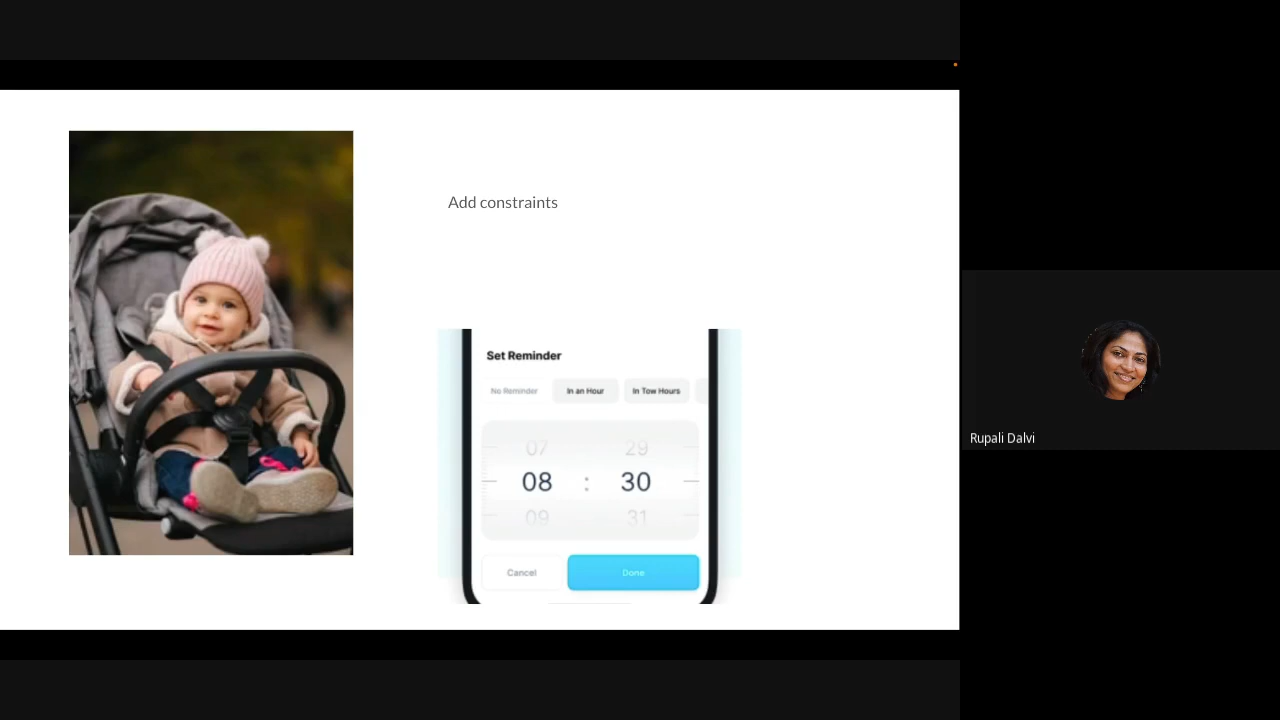 Add constraints
Set Reminder
No Reminder
In an Hour
In Tow Hours
07 29
08 : 30
09 31
Cancel
Done
Rupali Dalvi